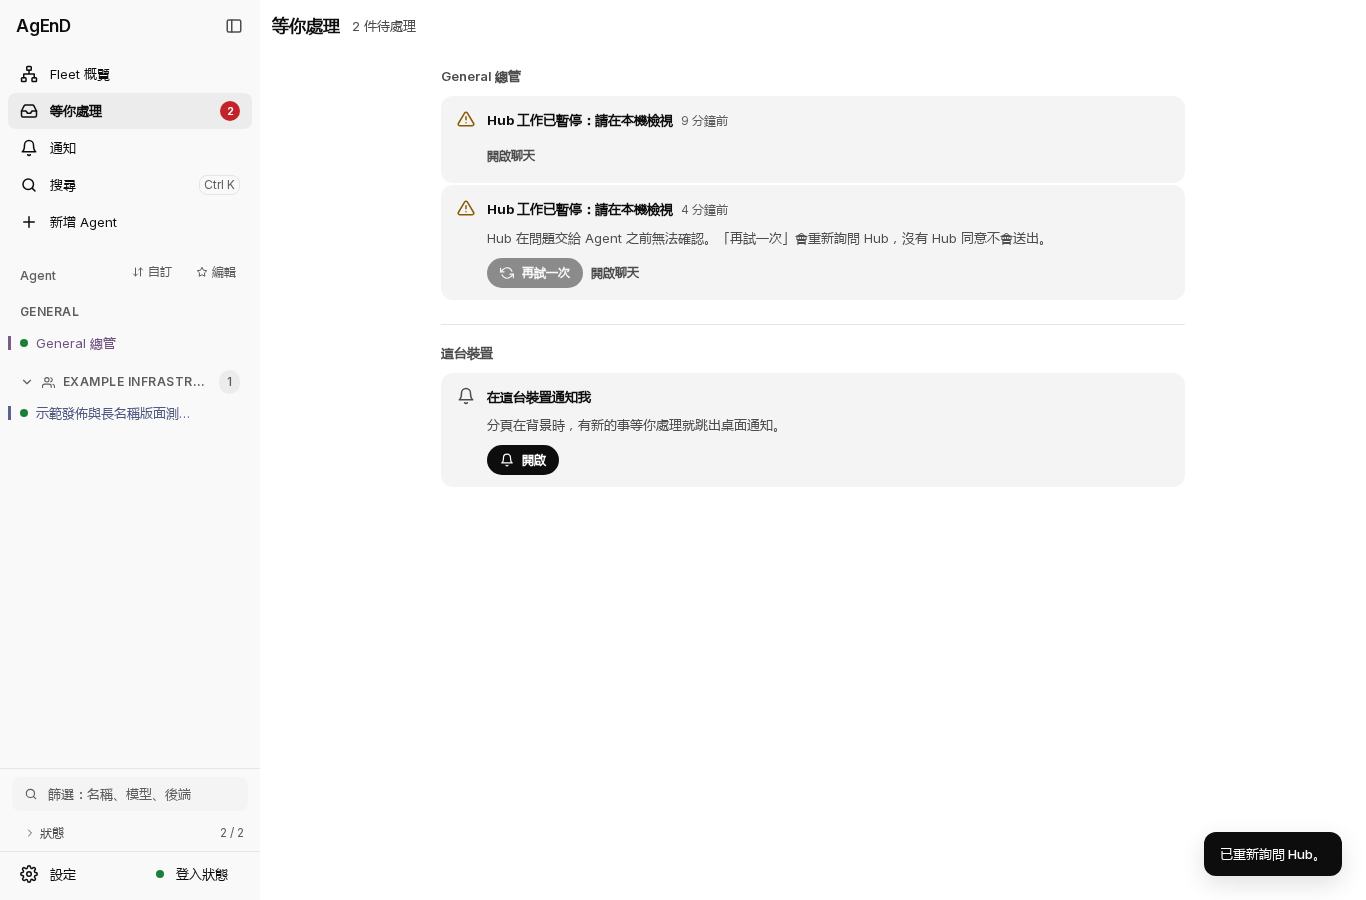 AgEnD
Fleet 概覽
等你處理 2
通知
搜尋 Ctrl K
新增 Agent
Agent 自訂 編輯
GENERAL
General 總管
EXAMPLE INFRASTR... 1
示範發佈與長名稱版面測...
篩選：名稱、模型、後端
狀態 2 / 2
設定 登入狀態
等你處理 2 件待處理
General 總管
Hub 工作已暫停：請在本機檢視 9 分鐘前
開啟聊天
Hub 工作已暫停：請在本機檢視 4 分鐘前
Hub 在問題交給 Agent 之前無法確認。「再試一次」會重新詢問 Hub，沒有 Hub 同意不會送出。
再試一次 開啟聊天
這台裝置
在這台裝置通知我
分頁在背景時，有新的事等你處理就跳出桌面通知。
開啟
已重新詢問 Hub。